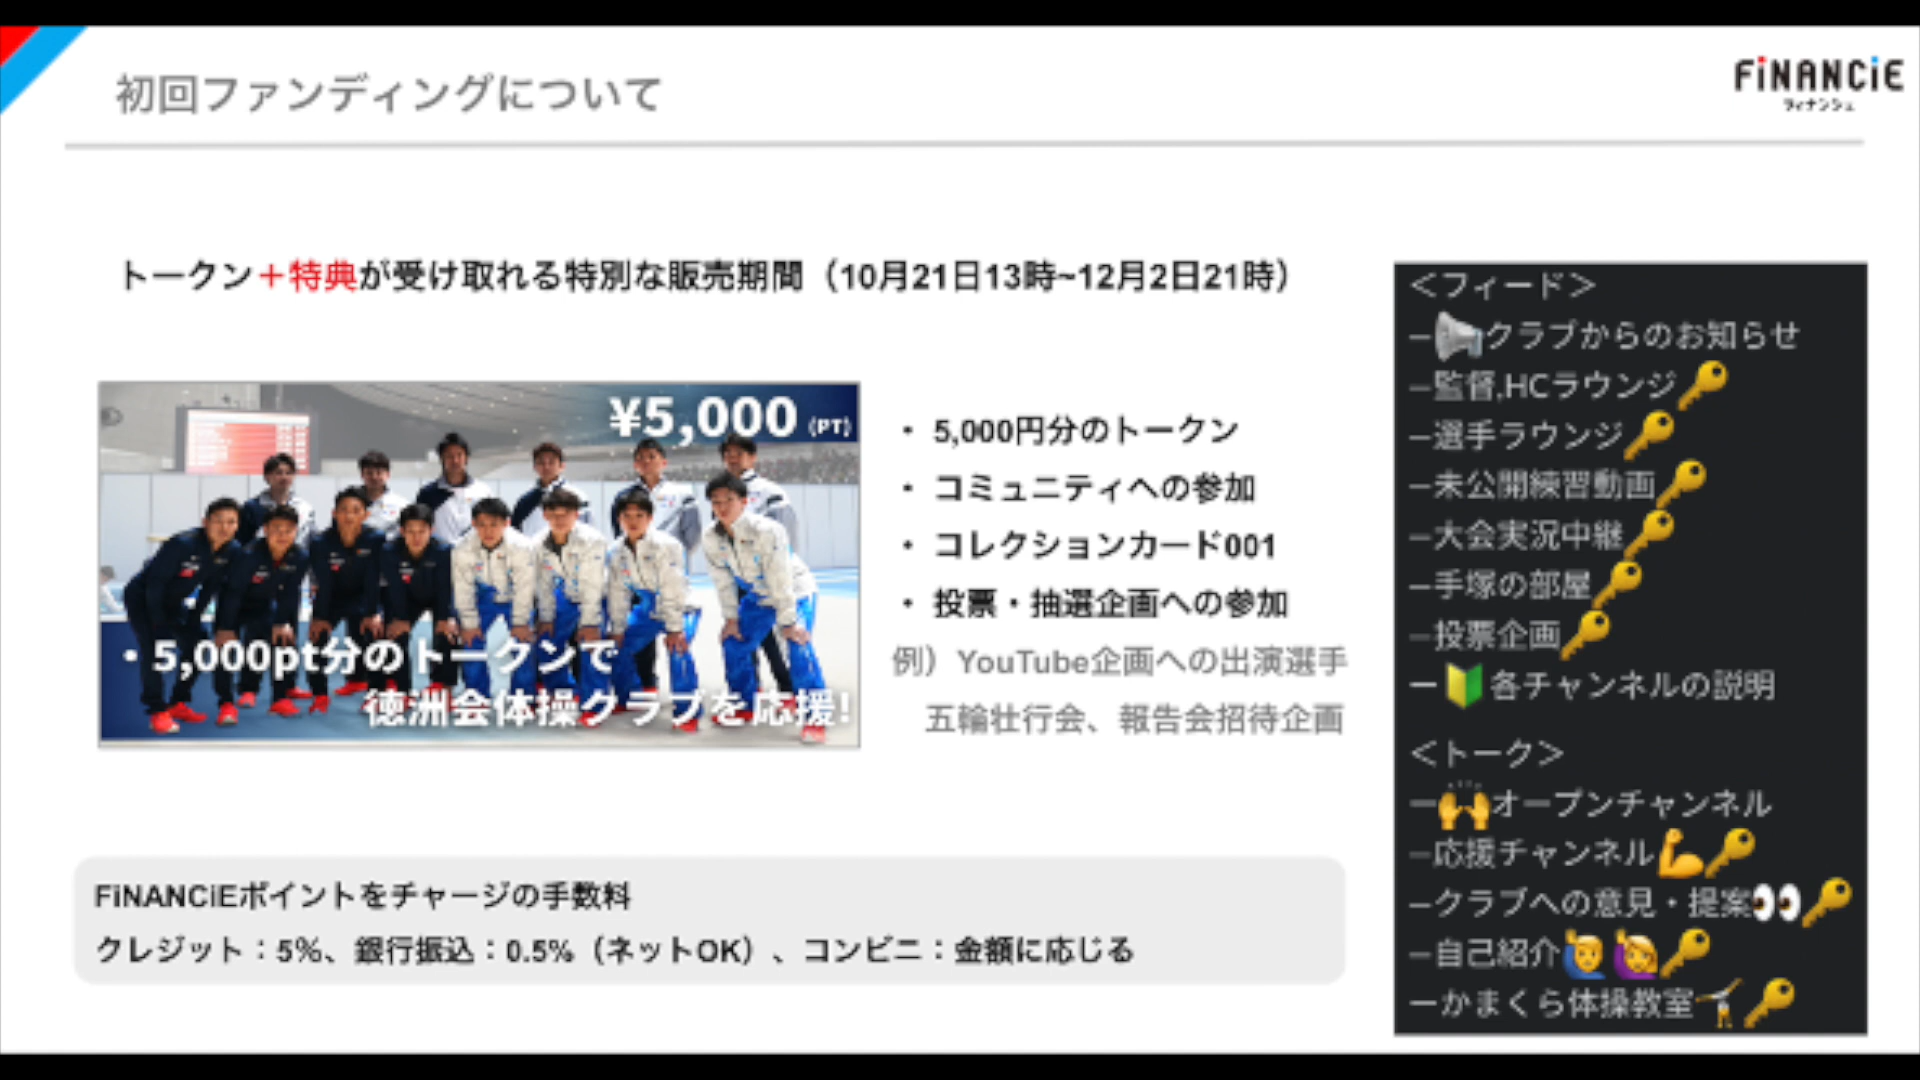 初回ファンディングについて
FiNANCiE
フィナンシェ
トークン＋特典が受け取れる特別な販売期間（10月21日13時~12月2日21時）
¥5,000 (PT)
・5,000pt分のトークンで
徳洲会体操クラブを応援!
・ 5,000円分のトークン
・ コミュニティへの参加
・ コレクションカード001
・ 投票・抽選企画への参加
例）YouTube企画への出演選手
五輪壮行会、報告会招待企画
FiNANCiEポイントをチャージの手数料
クレジット：5%、銀行振込：0.5%（ネットOK）、コンビニ：金額に応じる
＜フィード＞
ー📢クラブからのお知らせ
ー監督,HCラウンジ🔑
ー選手ラウンジ🔑
ー未公開練習動画🔑
ー大会実況中継🔑
ー手塚の部屋🔑
ー投票企画🔑
ー🔰各チャンネルの説明
＜トーク＞
ー🙌オープンチャンネル
ー応援チャンネル💪🔑
ークラブへの意見・提案👀🔑
ー自己紹介🙋‍♂️🙋‍♀️🔑
ーかまくら体操教室🤸🔑